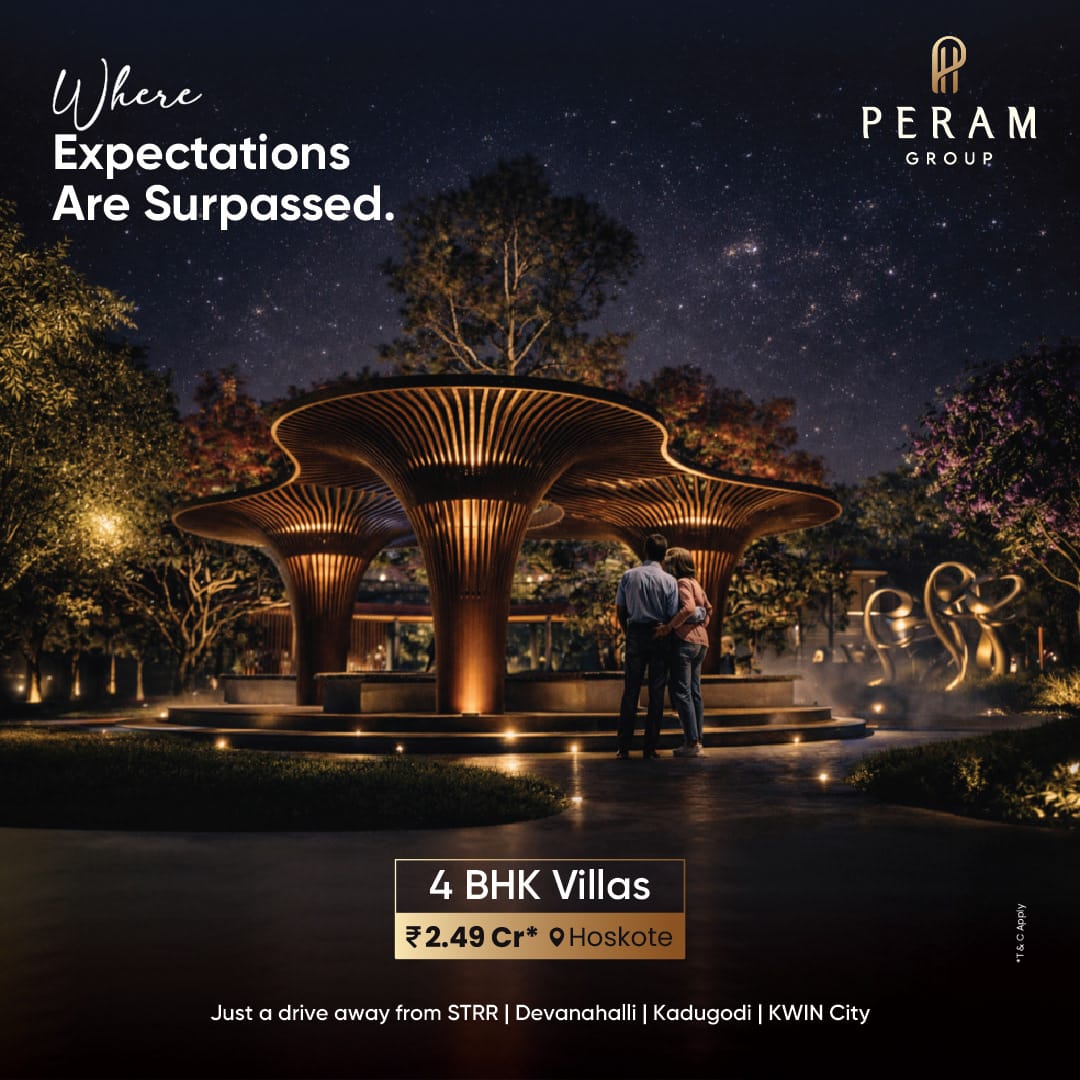 Where
Expectations
Are Surpassed.
PERAM
GROUP
4 BHK Villas
₹2.49 Cr* Hoskote
*T & C Apply
Just a drive away from STRR | Devanahalli | Kadugodi | KWIN City